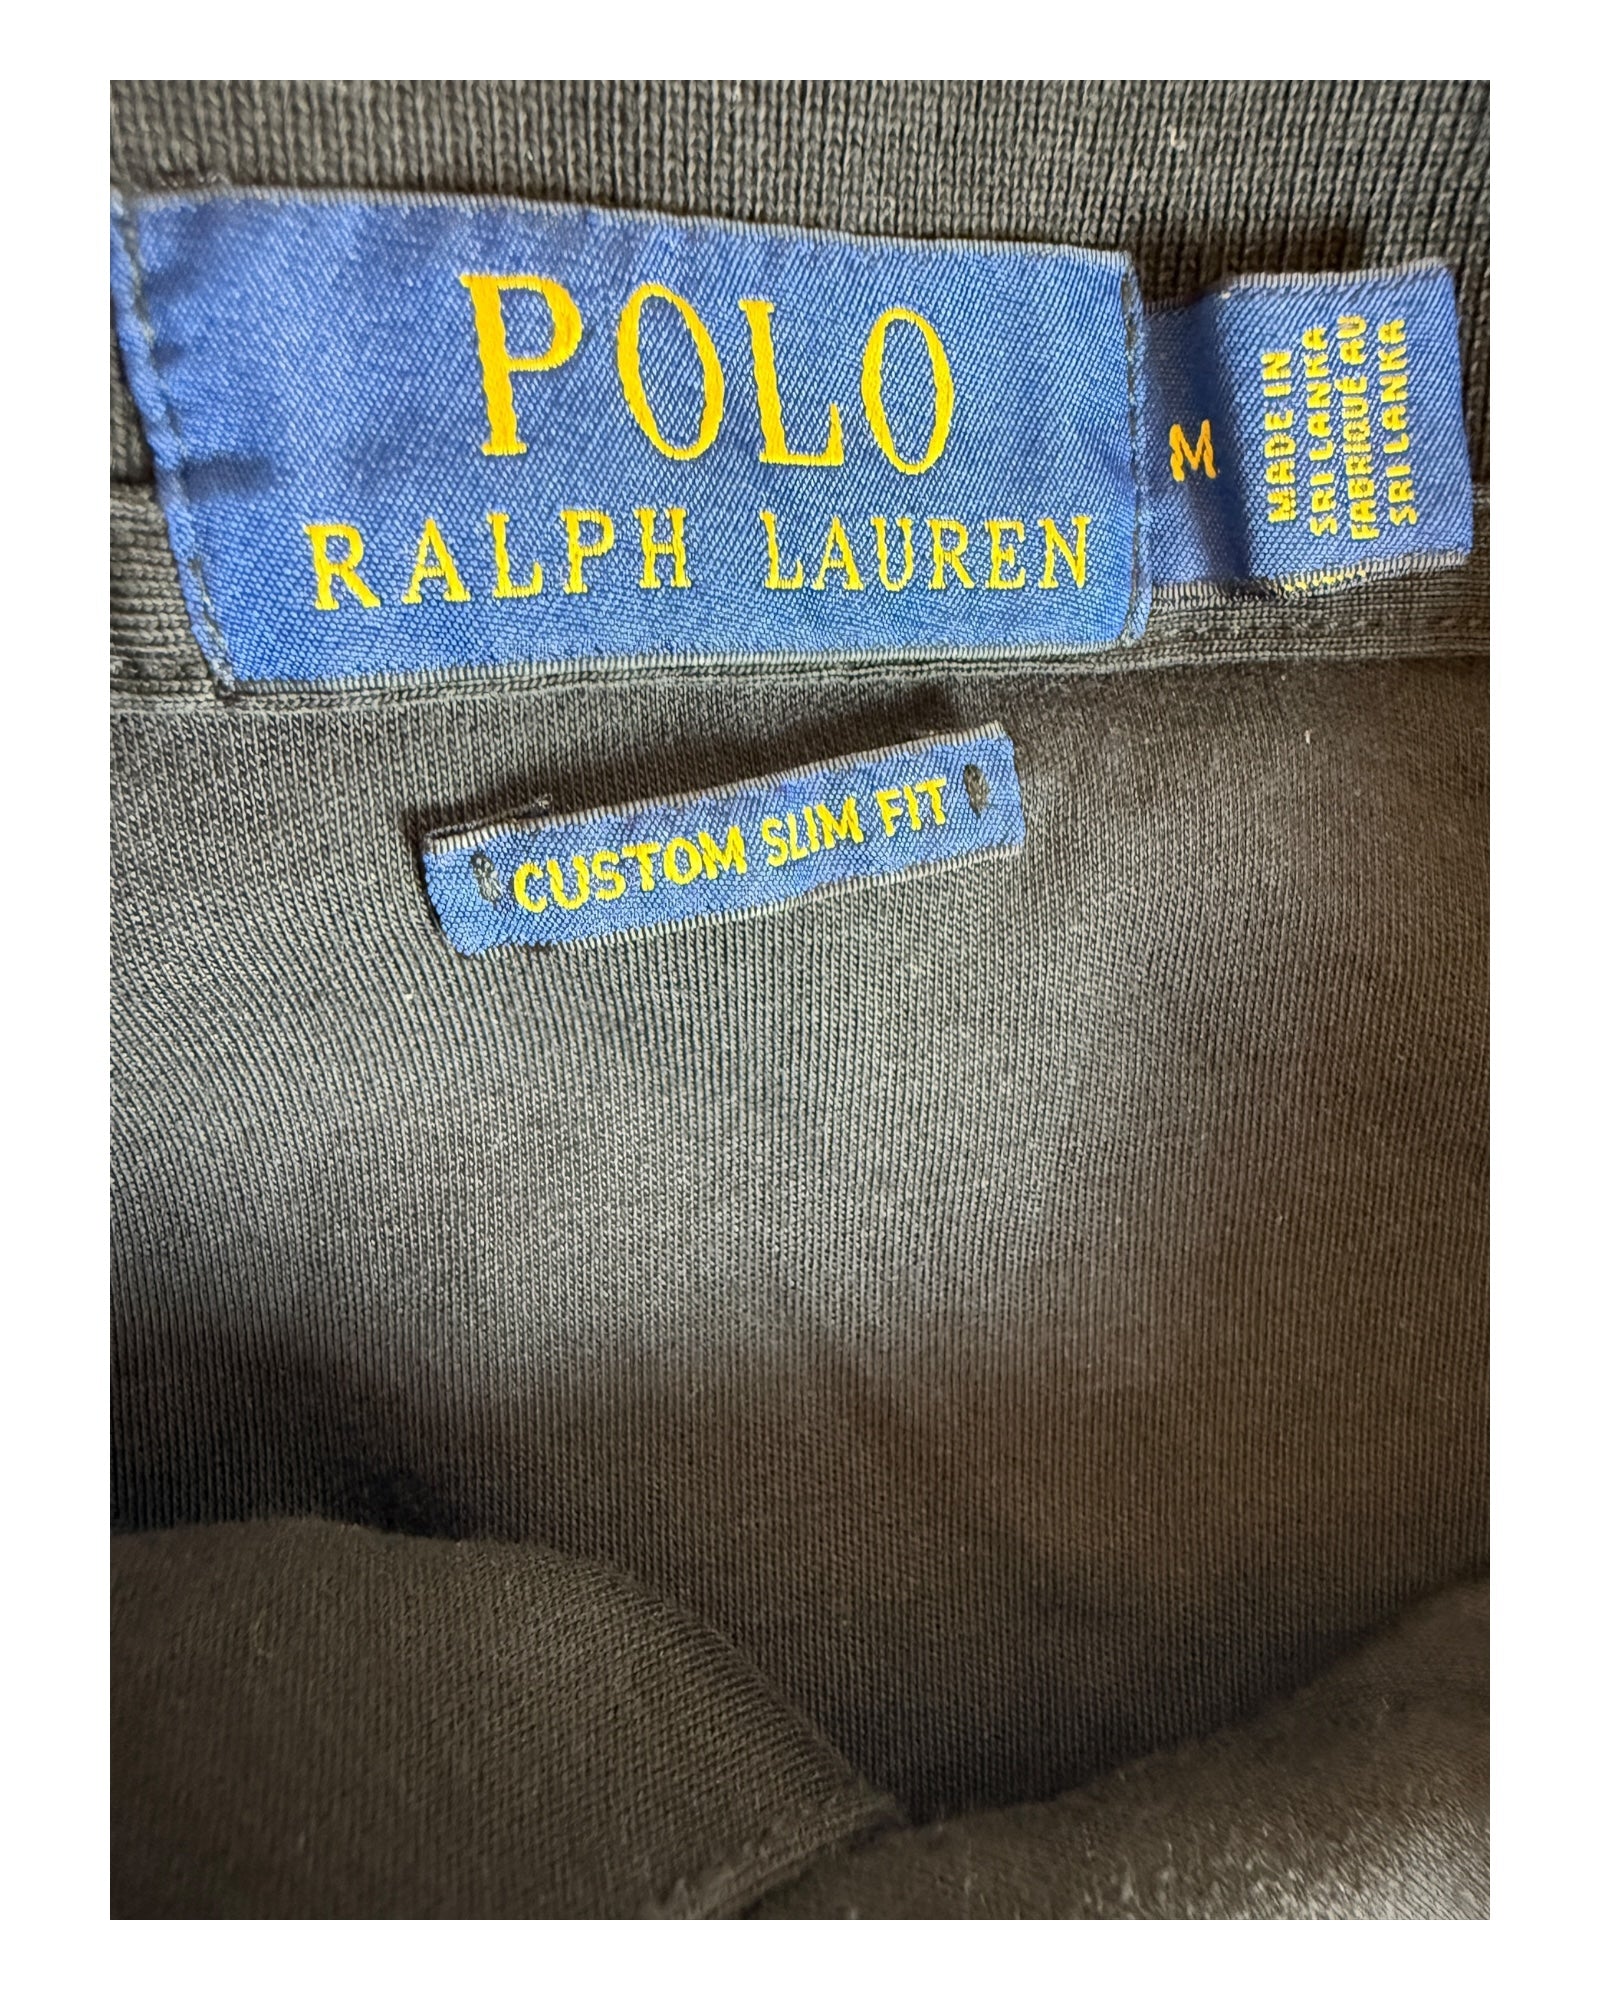 POLO
RALPH LAUREN
M
MADE IN
SRI LANKA
FABRIQUÉ AU
SRI LANKA
CUSTOM SLIM FIT